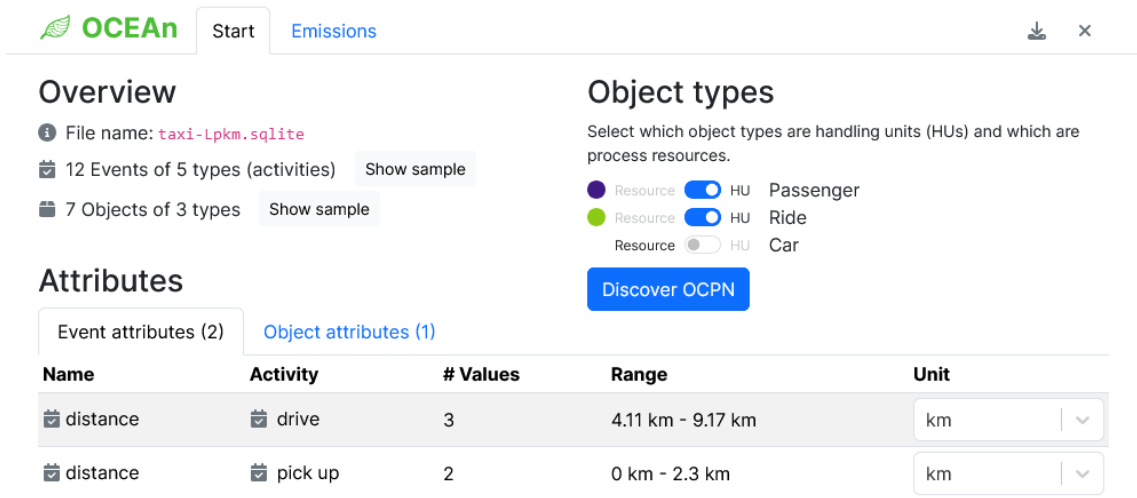 OCEAn Start Emissions
Overview
File name: taxi-Lpkm.sqlite
12 Events of 5 types (activities) Show sample
7 Objects of 3 types Show sample
Object types
Select which object types are handling units (HUs) and which are
process resources.
Resource HU Passenger
Resource HU Ride
Resource HU Car
Discover OCPN
Attributes
Event attributes (2) Object attributes (1)
Name Activity # Values Range Unit
distance drive 3 4.11 km - 9.17 km km
distance pick up 2 0 km - 2.3 km km